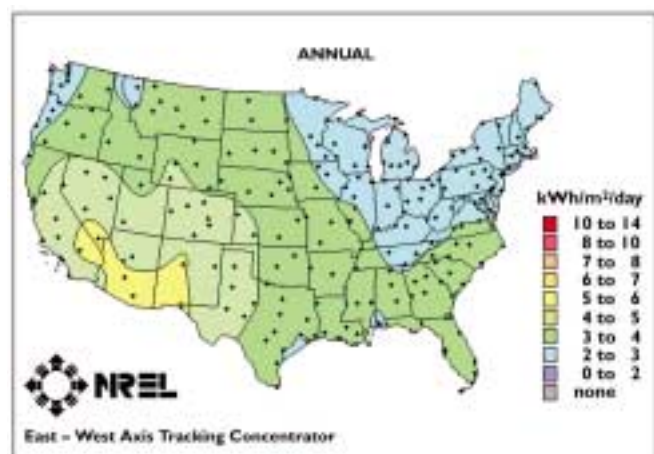 ANNUAL
kWh/m²/day
10 to 14
8 to 10
7 to 8
6 to 7
5 to 6
4 to 5
3 to 4
2 to 3
0 to 2
none
NREL
East – West Axis Tracking Concentrator